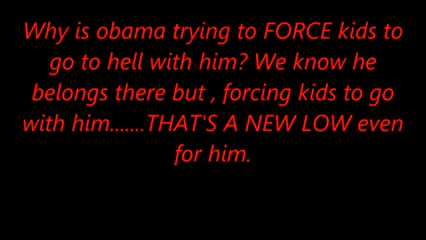 Why is obama trying to FORCE kids to
go to hell with him? We know he
belongs there but , forcing kids to go
with him.......THAT'S A NEW LOW even
for him.